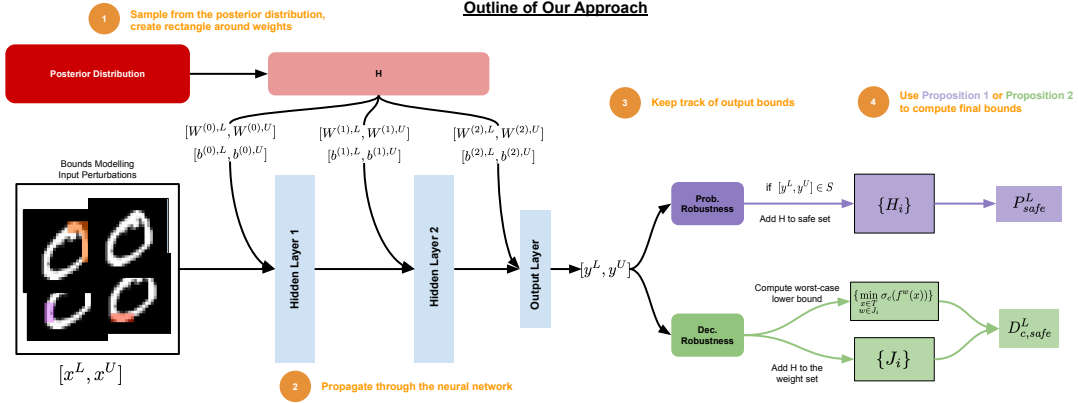 Outline of Our Approach
1
Sample from the posterior distribution,
create rectangle around weights
Posterior Distribution
H
[W^{(0),L}, W^{(0),U}]
[b^{(0),L}, b^{(0),U}]
[W^{(1),L}, W^{(1),U}]
[b^{(1),L}, b^{(1),U}]
[W^{(2),L}, W^{(2),U}]
[b^{(2),L}, b^{(2),U}]
Bounds Modelling
Input Perturbations
[x^L, x^U]
Hidden Layer 1
Hidden Layer 2
Output Layer
2
Propagate through the neural network
[y^L, y^U]
3
Keep track of output bounds
4
Use Proposition 1 or Proposition 2
to compute final bounds
Prob.
Robustness
if [y^L, y^U] ∈ S
Add H to safe set
{H_i}
P^L_{safe}
Dec.
Robustness
Compute worst-case
lower bound
{min_{x∈T, w∈J_i} σ_c(f^w(x))}
Add H to the
weight set
{J_i}
D^L_{c,safe}